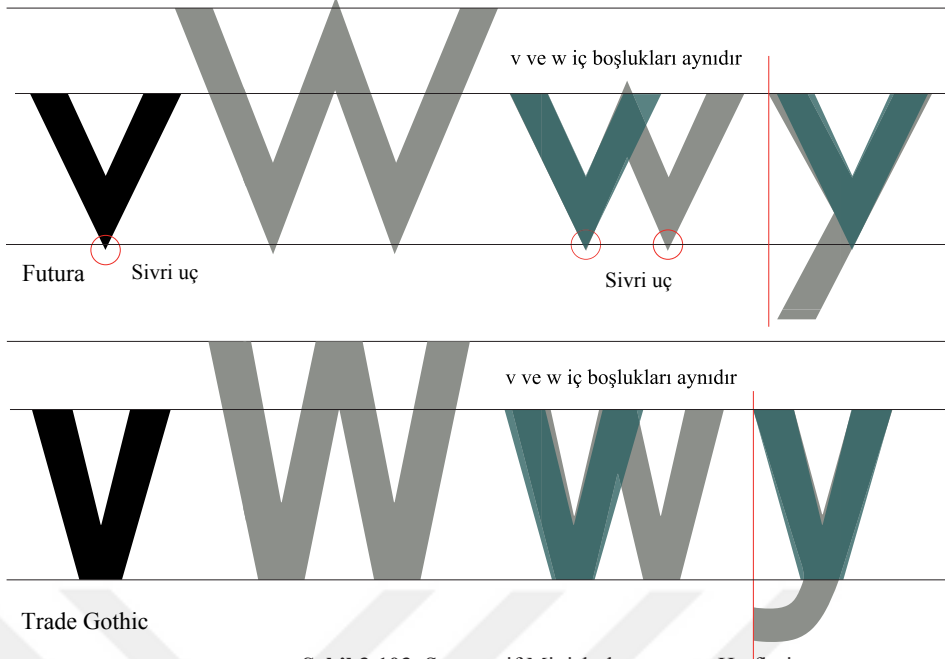 v W w y
v ve w iç boşlukları aynıdır
Futura
Sivri uç
Sivri uç
v W w y
v ve w iç boşlukları aynıdır
Trade Gothic